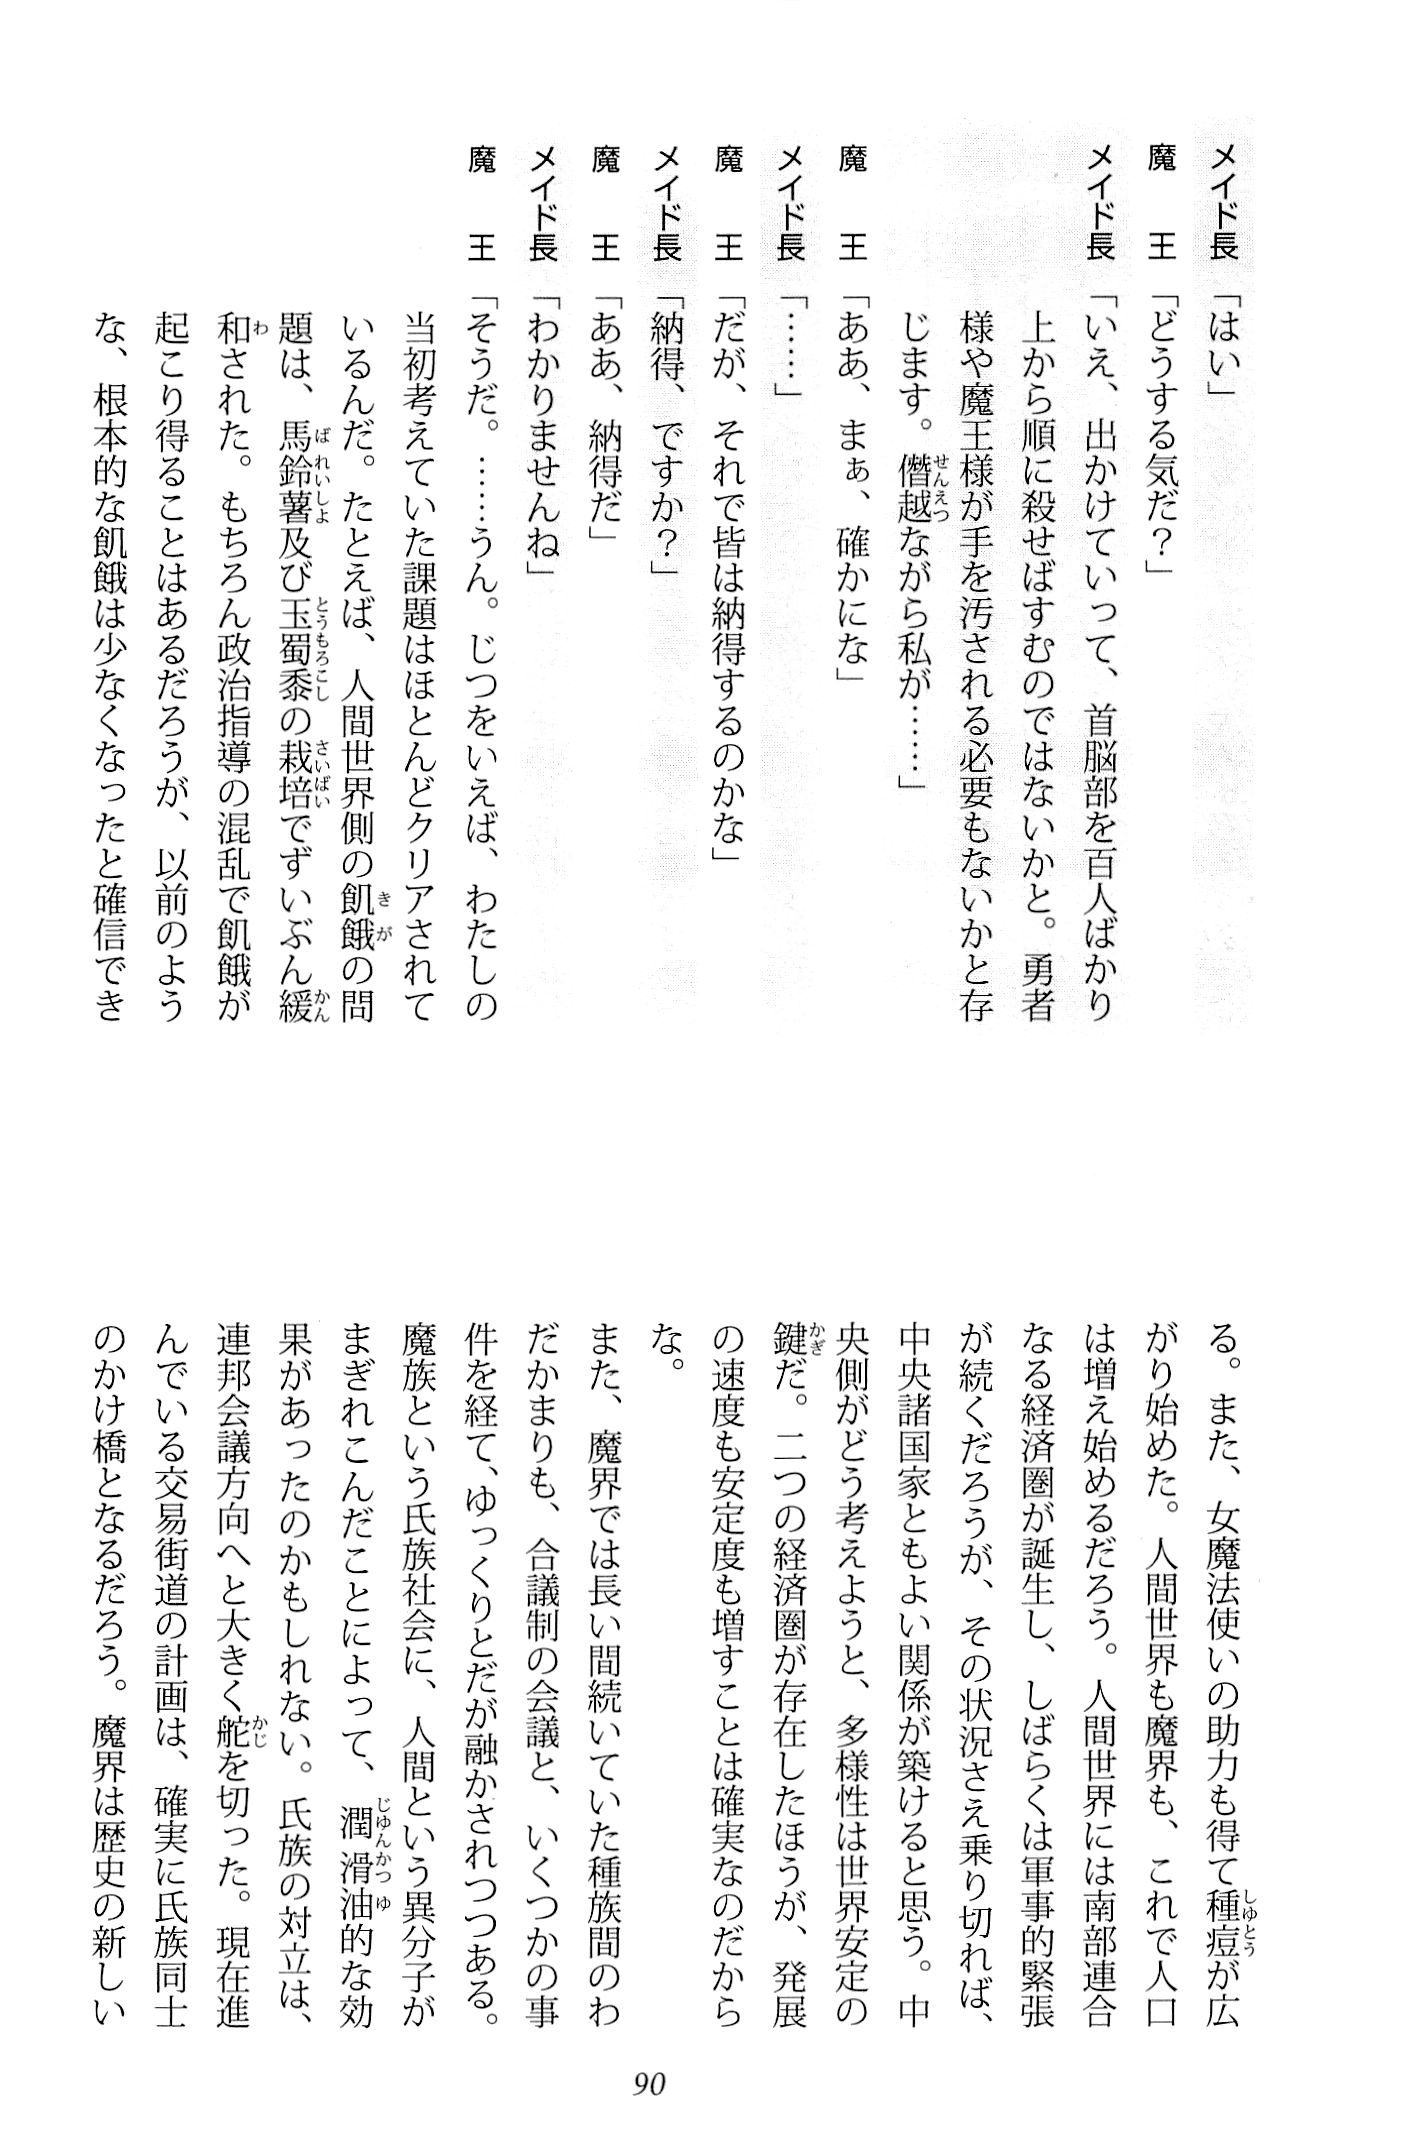 メイド長「はい」
魔　王「どうする気だ？」
メイド長「いえ、出かけていって、首脳部を百人ばかり
上から順に殺せばすむのではないかと。勇者
様や魔王様が手を汚される必要もないかと存
じます。僭越ながら私が……」
魔　王「ああ、まぁ、確かにな」
メイド長「……」
魔　王「だが、それで皆は納得するのかな」
メイド長「納得、ですか？」
魔　王「ああ、納得だ」
メイド長「わかりませんね」
魔　王「そうだ。……うん。じつをいえば、わたしの
当初考えていた課題はほとんどクリアされて
いるんだ。たとえば、人間世界側の飢餓の問
題は、馬鈴薯及び玉蜀黍の栽培でずいぶん緩
和された。もちろん政治指導の混乱で飢餓が
起こり得ることはあるだろうが、以前のよう
な、根本的な飢餓は少なくなったと確信でき
る。また、女魔法使いの助力も得て種痘が広
がり始めた。人間世界も魔界も、これで人口
は増え始めるだろう。人間世界には南部連合
なる経済圏が誕生し、しばらくは軍事的緊張
が続くだろうが、その状況さえ乗り切れば、
中央諸国家ともよい関係が築けると思う。中
央側がどう考えようと、多様性は世界安定の
鍵だ。二つの経済圏が存在したほうが、発展
の速度も安定度も増すことは確実なのだから
な。
また、魔界では長い間続いていた種族間のわ
だかまりも、合議制の会議と、いくつかの事
件を経て、ゆっくりとだが融かされつつある。
魔族という氏族社会に、人間という異分子が
まぎれこんだことによって、潤滑油的な効
果があったのかもしれない。氏族の対立は、
連邦会議方向へと大きく舵を切った。現在進
んでいる交易街道の計画は、確実に氏族同士
のかけ橋となるだろう。魔界は歴史の新しい
90